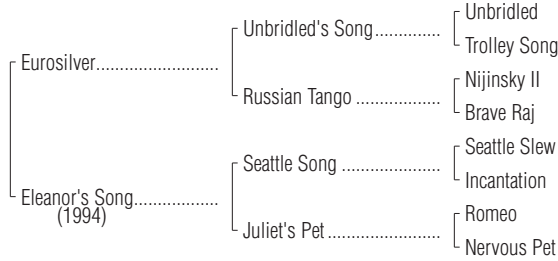 Unbridled
Unbridled's Song..............
Trolley Song
Eurosilver..........................
Nijinsky II
Russian Tango ..................
Brave Raj
Seattle Slew
Seattle Song .....................
Incantation
Eleanor's Song..................
(1994)
Romeo
Juliet's Pet ........................
Nervous Pet